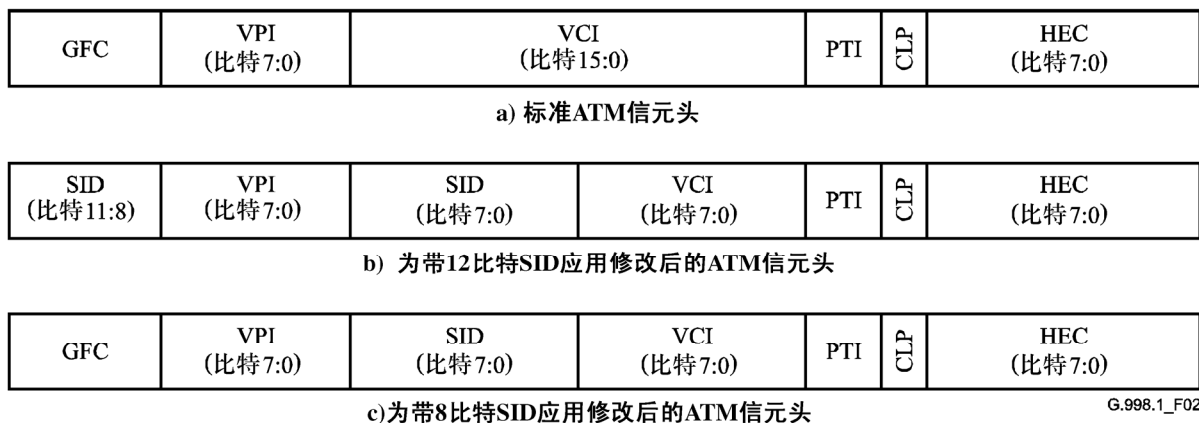 GFC VPI VCI PTI CLP HEC
(比特7:0) (比特15:0) (比特7:0)
a) 标准ATM信元头
SID VPI SID VCI PTI CLP HEC
(比特11:8) (比特7:0) (比特7:0) (比特7:0) (比特7:0)
b) 为带12比特SID应用修改后的ATM信元头
GFC VPI SID VCI PTI CLP HEC
(比特7:0) (比特7:0) (比特7:0) (比特7:0)
c)为带8比特SID应用修改后的ATM信元头
G.998.1_F02